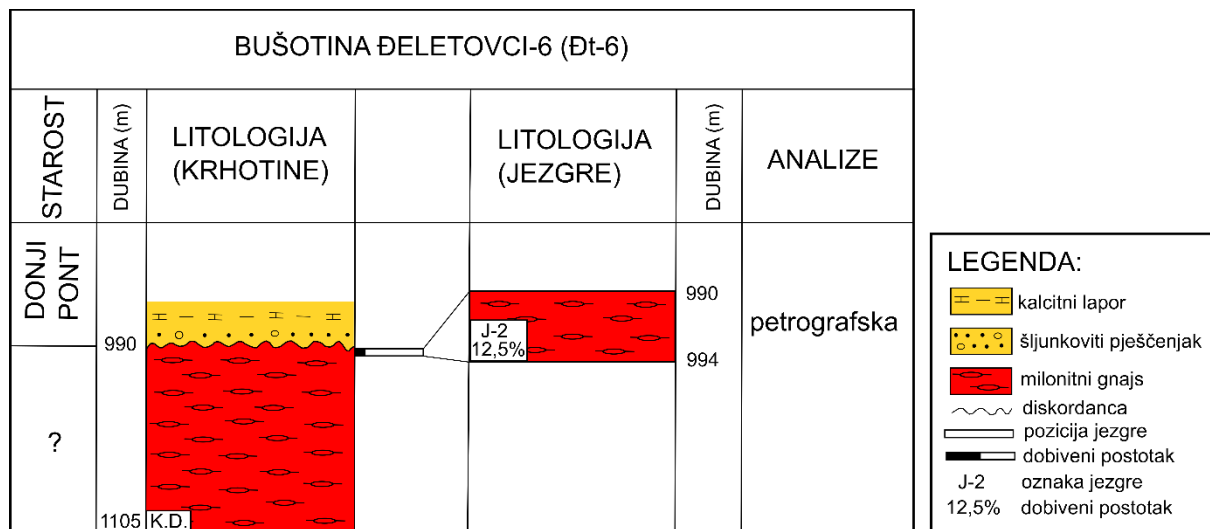 BUŠOTINA ĐELETOVCI-6 (Đt-6)
STAROST
DUBINA (m)
LITOLOGIJA
(KRHOTINE)
LITOLOGIJA
(JEZGRE)
DUBINA (m)
ANALIZE
DONJI
PONT
?
990
1105
K.D.
J-2
12,5%
990
994
petrografska
LEGENDA:
kalcitni lapor
šljunkoviti pješčenjak
milonitni gnajs
diskordanca
pozicija jezgre
dobiveni postotak
J-2 oznaka jezgre
12,5% dobiveni postotak